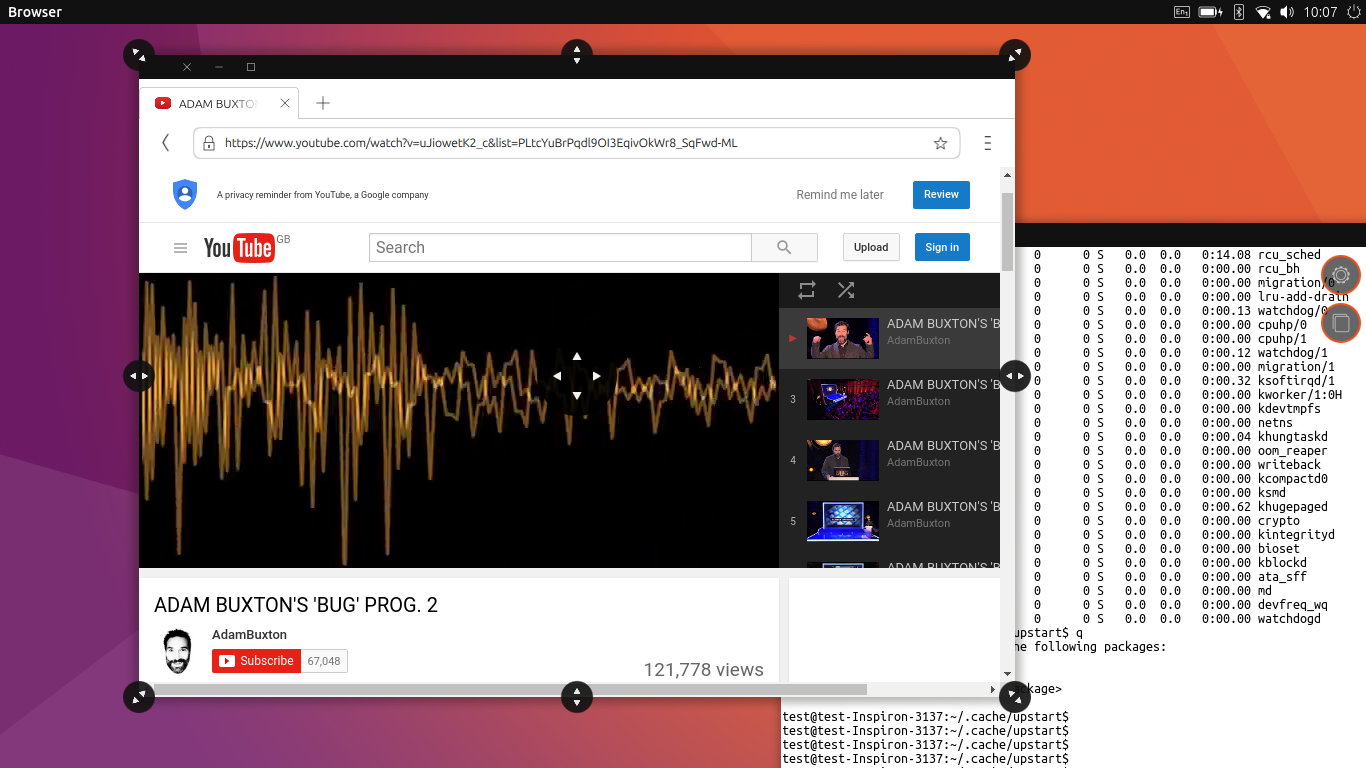 Browser
En1
10:07
ADAM BUXTO
https://www.youtube.com/watch?v=uJiowetK2_c&list=PLtcYuBrPqdl9OI3EqivOkWr8_SqFwd-ML
A privacy reminder from YouTube, a Google company
Remind me later
Review
YouTube GB
Search
Upload
Sign in
ADAM BUXTON'S 'B
AdamBuxton
3
ADAM BUXTON'S 'B
AdamBuxton
4
ADAM BUXTON'S 'B
AdamBuxton
5
ADAM BUXTON'S 'B
AdamBuxton
ADAM BUXTON'S 'B
ADAM BUXTON'S 'BUG' PROG. 2
AdamBuxton
Subscribe 67,048
121,778 views
0 0 S 0.0 0.0 0:14.08 rcu_sched
0 0 S 0.0 0.0 0:00.00 rcu_bh
0 0 S 0.0 0.0 0:00.00 migration/0
0 0 S 0.0 0.0 0:00.00 lru-add-drain
0 0 S 0.0 0.0 0:00.13 watchdog/0
0 0 S 0.0 0.0 0:00.00 cpuhp/0
0 0 S 0.0 0.0 0:00.00 cpuhp/1
0 0 S 0.0 0.0 0:00.12 watchdog/1
0 0 S 0.0 0.0 0:00.00 migration/1
0 0 S 0.0 0.0 0:00.32 ksoftirqd/1
0 0 S 0.0 0.0 0:00.00 kworker/1:0H
0 0 S 0.0 0.0 0:00.00 kdevtmpfs
0 0 S 0.0 0.0 0:00.00 netns
0 0 S 0.0 0.0 0:00.04 khungtaskd
0 0 S 0.0 0.0 0:00.00 oom_reaper
0 0 S 0.0 0.0 0:00.00 writeback
0 0 S 0.0 0.0 0:00.00 kcompactd0
0 0 S 0.0 0.0 0:00.00 ksmd
0 0 S 0.0 0.0 0:00.62 khugepaged
0 0 S 0.0 0.0 0:00.00 crypto
0 0 S 0.0 0.0 0:00.00 kintegrityd
0 0 S 0.0 0.0 0:00.00 bioset
0 0 S 0.0 0.0 0:00.00 kblockd
0 0 S 0.0 0.0 0:00.00 ata_sff
0 0 S 0.0 0.0 0:00.00 md
0 0 S 0.0 0.0 0:00.00 devfreq_wq
0 0 S 0.0 0.0 0:00.00 watchdogd
upstart$ q
he following packages:
ackage>
test@test-Inspiron-3137:~/.cache/upstart$
test@test-Inspiron-3137:~/.cache/upstart$
test@test-Inspiron-3137:~/.cache/upstart$
test@test-Inspiron-3137:~/.cache/upstart$